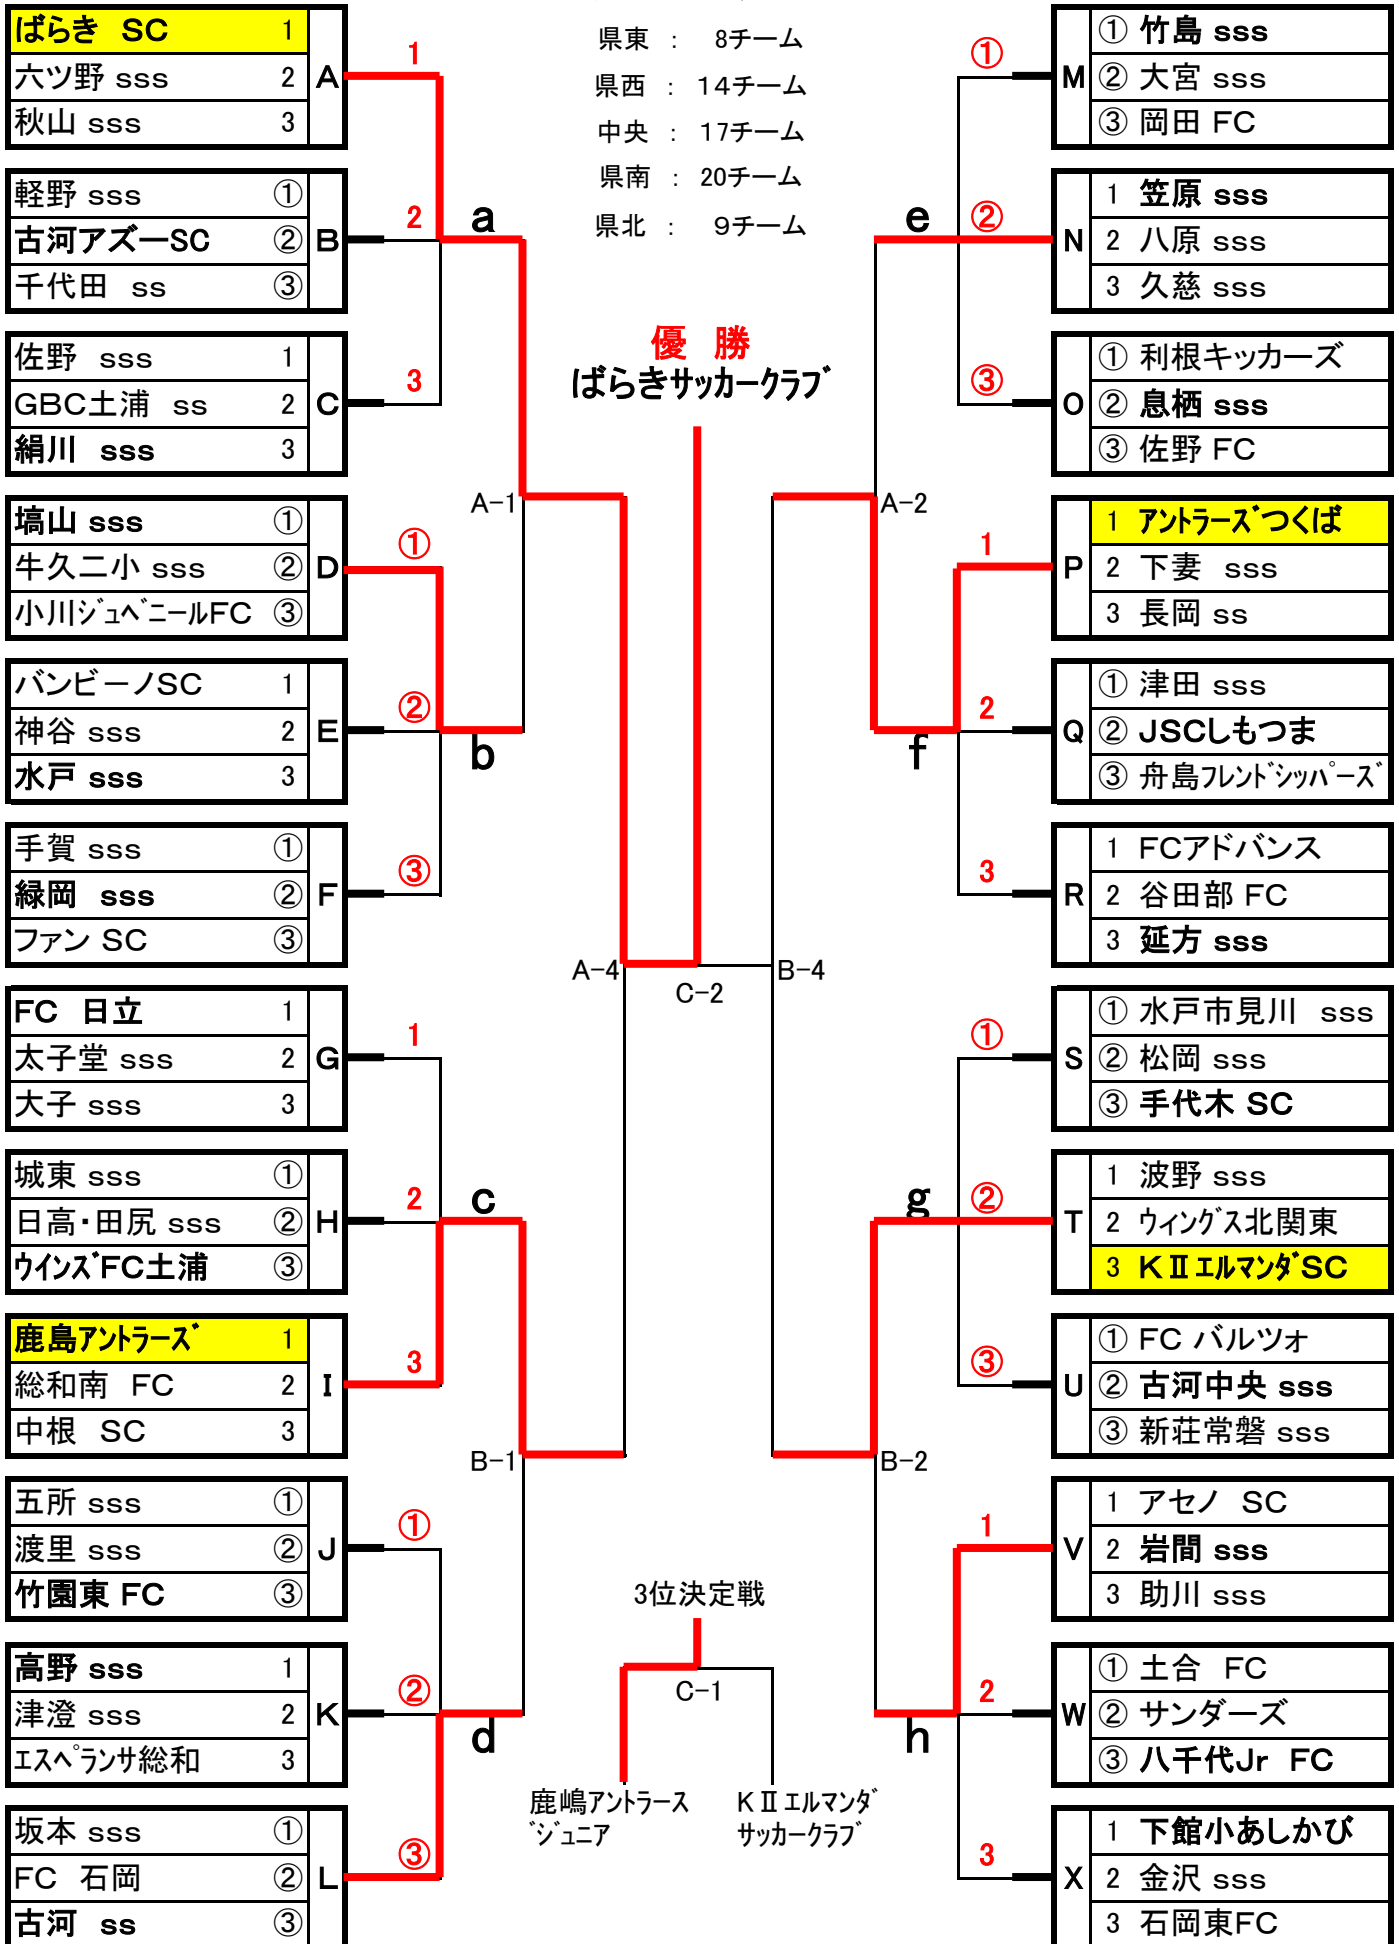 県東 : 8チーム
県西 : 14チーム
中央 : 17チーム
県南 : 20チーム
県北 : 9チーム
優 勝
ばらきサッカークラブ
ばらき SC 1
六ツ野 sss 2
秋山 sss 3
A
1
軽野 sss ①
古河アズーSC ②
千代田 ss ③
B
2
a
佐野 sss 1
GBC土浦 ss 2
絹川 sss 3
C
3
A-1
塙山 sss ①
牛久二小 sss ②
小川ジュベニールFC ③
D
①
バンビーノSC 1
神谷 sss 2
水戸 sss 3
E
②
b
手賀 sss ①
緑岡 sss ②
ファン SC ③
F
③
A-4
C-2
B-4
FC 日立 1
太子堂 sss 2
大子 sss 3
G
1
城東 sss ①
日高・田尻 sss ②
ウインズFC土浦 ③
H
2
c
鹿島アントラーズ 1
総和南 FC 2
中根 SC 3
I
3
B-1
五所 sss ①
渡里 sss ②
竹園東 FC ③
J
①
高野 sss 1
津澄 sss 2
エスペランサ総和 3
K
②
d
坂本 sss ①
FC 石岡 ②
古河 ss ③
L
③
3位決定戦
C-1
鹿嶋アントラーズ
ジュニア
KⅡエルマンダ
サッカークラブ
①
M
① 竹島 sss
② 大宮 sss
③ 岡田 FC
e
②
N
1 笠原 sss
2 八原 sss
3 久慈 sss
③
O
① 利根キッカーズ
② 息栖 sss
③ 佐野 FC
A-2
1
P
1 アントラーズつくば
2 下妻 sss
3 長岡 ss
f
2
Q
① 津田 sss
② JSCしもつま
③ 舟島フレンドシッパーズ
3
R
1 FCアドバンス
2 谷田部 FC
3 延方 sss
①
S
① 水戸市見川 sss
② 松岡 sss
③ 手代木 SC
g
②
T
1 波野 sss
2 ウィングス北関東
3 KⅡエルマンダSC
③
U
① FC バルツォ
② 古河中央 sss
③ 新荘常磐 sss
B-2
1
V
1 アセノ SC
2 岩間 sss
3 助川 sss
h
2
W
① 土合 FC
② サンダーズ
③ 八千代Jr FC
3
X
1 下館小あしかび
2 金沢 sss
3 石岡東FC